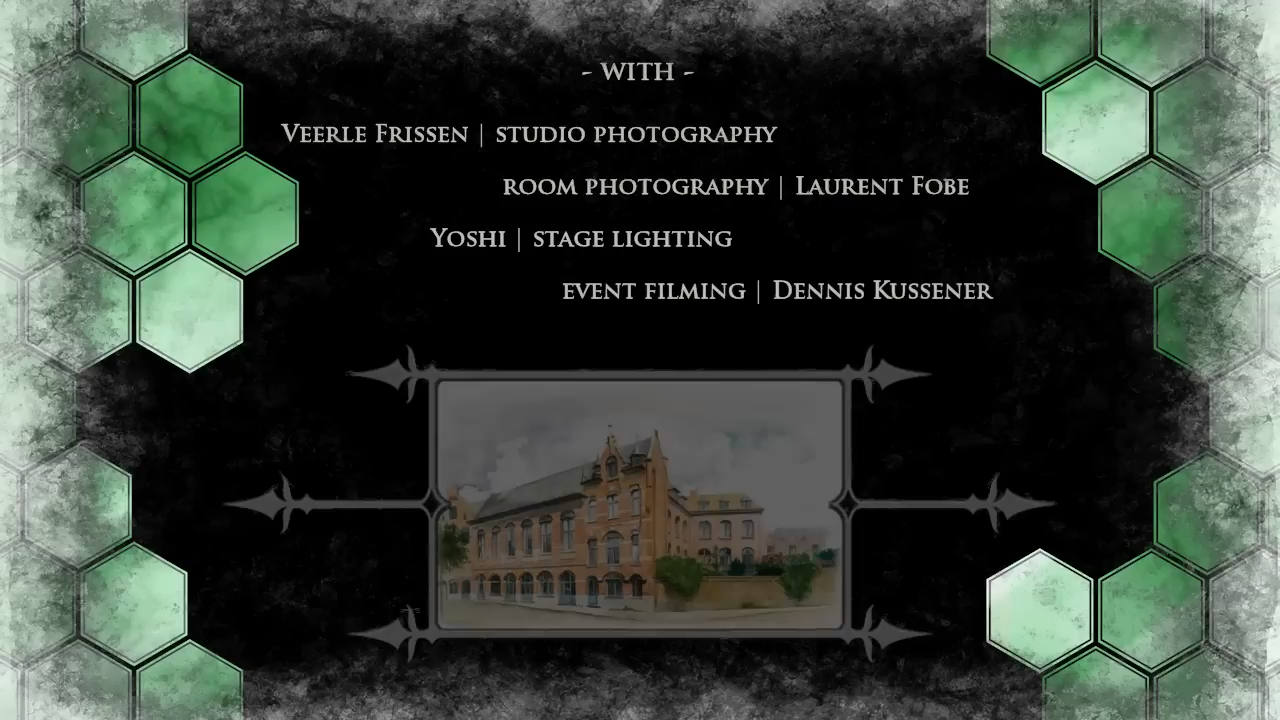 - WITH -
Veerle Frissen | studio photography
room photography | Laurent Fobe
Yoshi | stage lighting
event filming | Dennis Kussener